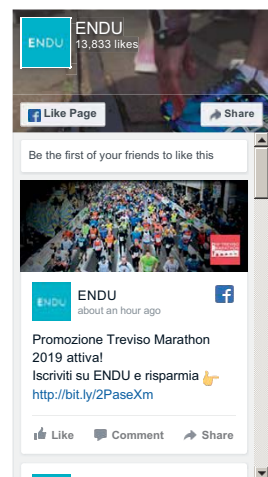 ENDU
ENDU
13,833 likes
Like Page
Share
Be the first of your friends to like this
ENDU
ENDU
about an hour ago
Promozione Treviso Marathon
2019 attiva!
Iscriviti su ENDU e risparmia 👉
http://bit.ly/2PaseXm
Like
Comment
Share